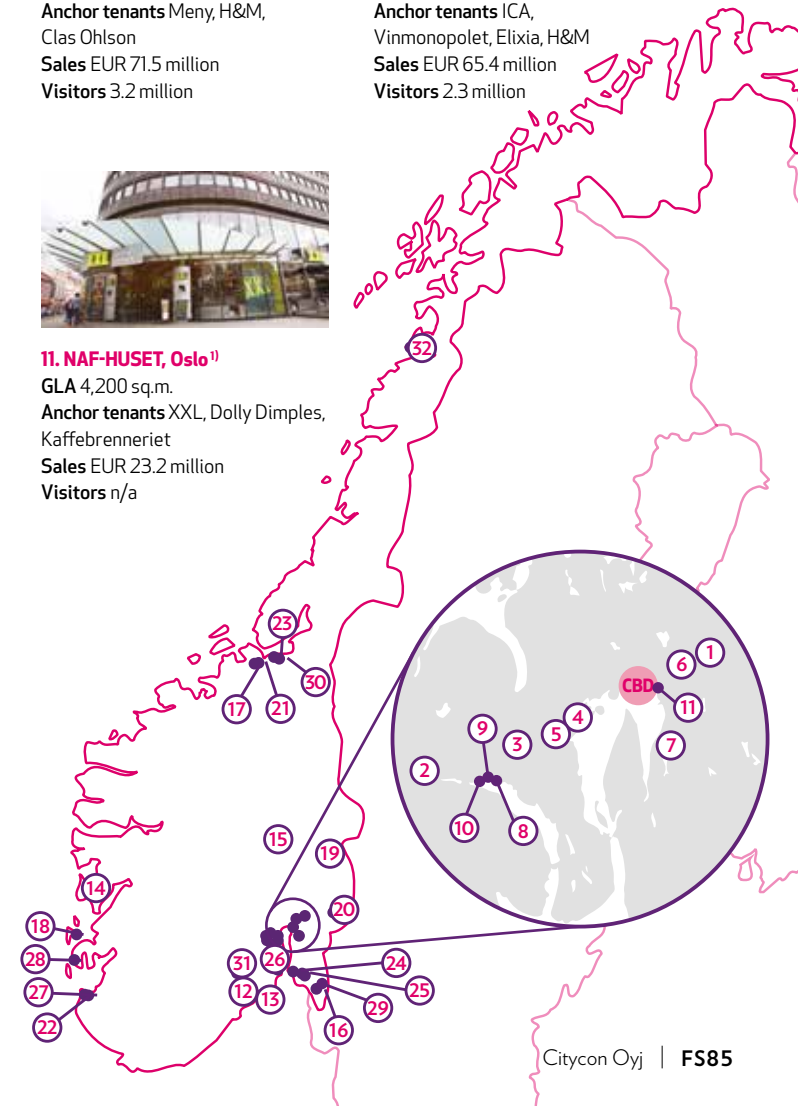 Anchor tenants Meny, H&M,
Clas Ohlson
Sales EUR 71.5 million
Visitors 3.2 million
Anchor tenants ICA,
Vinmonopolet, Elixia, H&M
Sales EUR 65.4 million
Visitors 2.3 million
XXL
11. NAF-HUSET, Oslo 1)
GLA 4,200 sq.m.
Anchor tenants XXL, Dolly Dimples,
Kaffebrenneriet
Sales EUR 23.2 million
Visitors n/a
32
23
30
17
21
1
6
CBD
11
4
9
5
3
7
2
10
8
15
19
14
20
18
28
31
26
24
27
12
13
25
29
22
16
Citycon Oyj | FS85